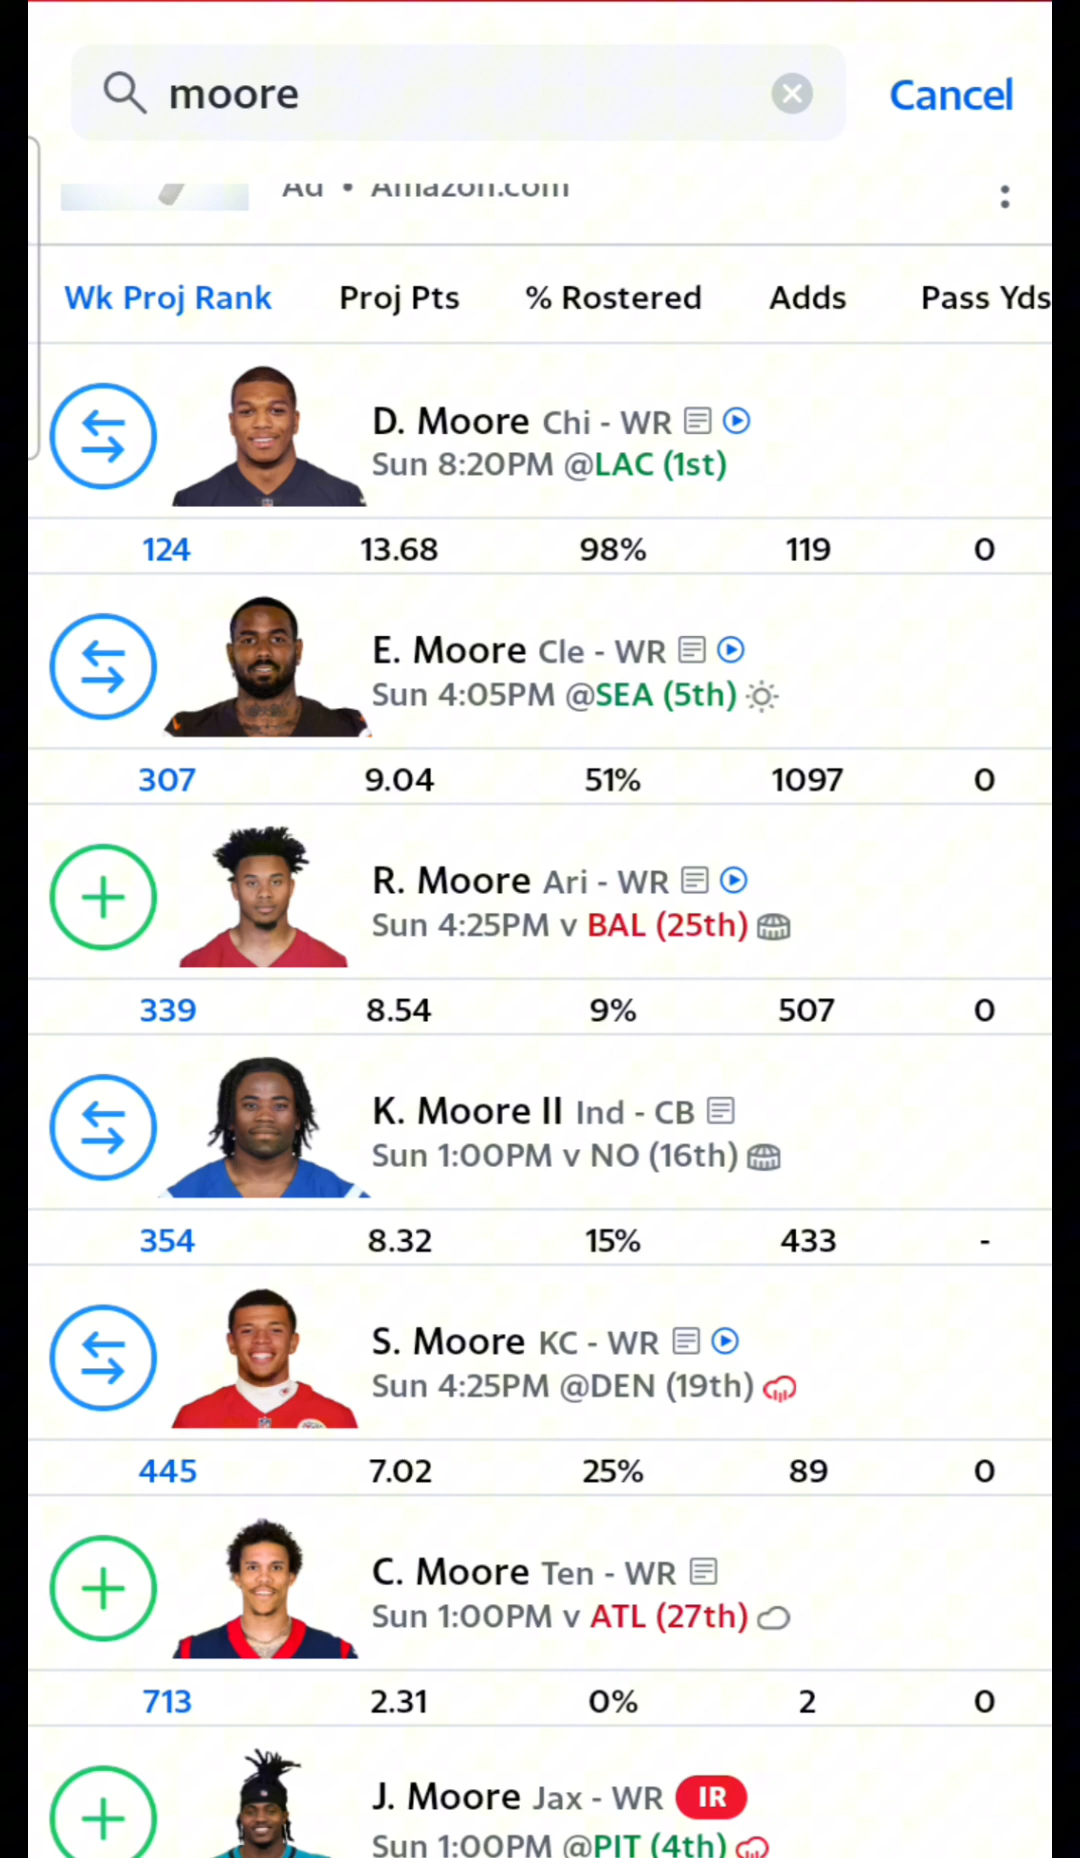 moore
Cancel
Ad • Amazon.com
Wk Proj Rank Proj Pts % Rostered Adds Pass Yds
D. Moore Chi - WR
Sun 8:20PM @LAC (1st)
124 13.68 98% 119 0
E. Moore Cle - WR
Sun 4:05PM @SEA (5th)
307 9.04 51% 1097 0
R. Moore Ari - WR
Sun 4:25PM v BAL (25th)
339 8.54 9% 507 0
K. Moore II Ind - CB
Sun 1:00PM v NO (16th)
354 8.32 15% 433 -
S. Moore KC - WR
Sun 4:25PM @DEN (19th)
445 7.02 25% 89 0
C. Moore Ten - WR
Sun 1:00PM v ATL (27th)
713 2.31 0% 2 0
J. Moore Jax - WR IR
Sun 1:00PM @PIT (4th)